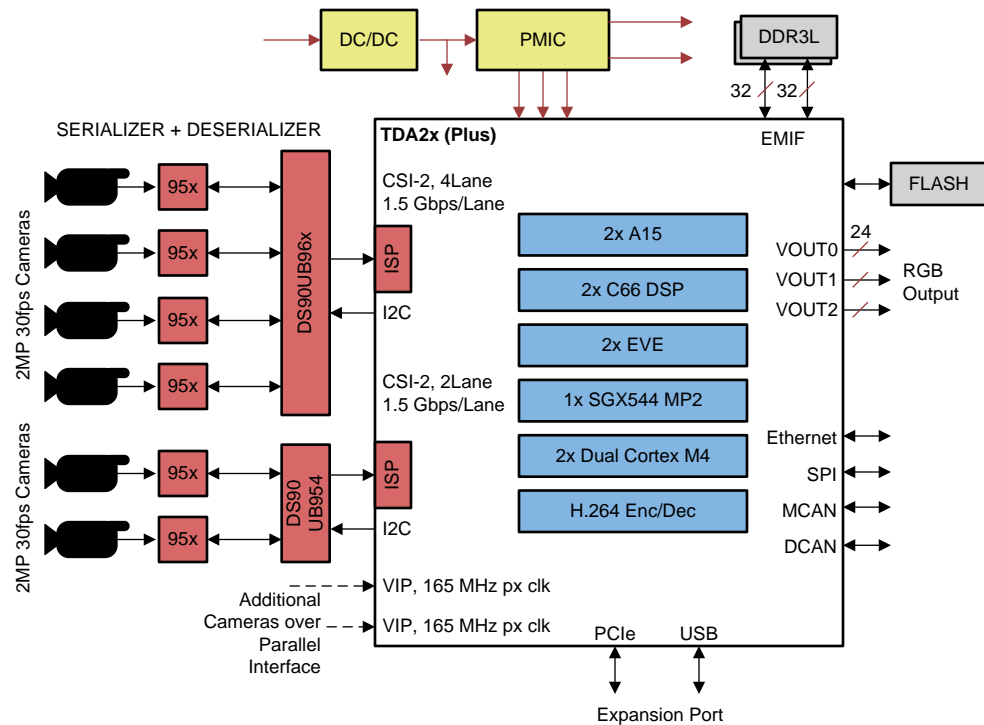 DC/DC
PMIC
DDR3L
32
32
SERIALIZER + DESERIALIZER
TDA2x (Plus)
EMIF
2MP 30fps Cameras
95x
95x
95x
95x
DS90UB96x
CSI-2, 4Lane
1.5 Gbps/Lane
ISP
I2C
CSI-2, 2Lane
1.5 Gbps/Lane
2MP 30fps Cameras
95x
95x
DS90
UB954
ISP
I2C
2x A15
2x C66 DSP
2x EVE
1x SGX544 MP2
2x Dual Cortex M4
H.264 Enc/Dec
FLASH
24
VOUT0
VOUT1
VOUT2
RGB
Output
Ethernet
SPI
MCAN
DCAN
VIP, 165 MHz px clk
VIP, 165 MHz px clk
Additional
Cameras over
Parallel
Interface
PCIe
USB
Expansion Port